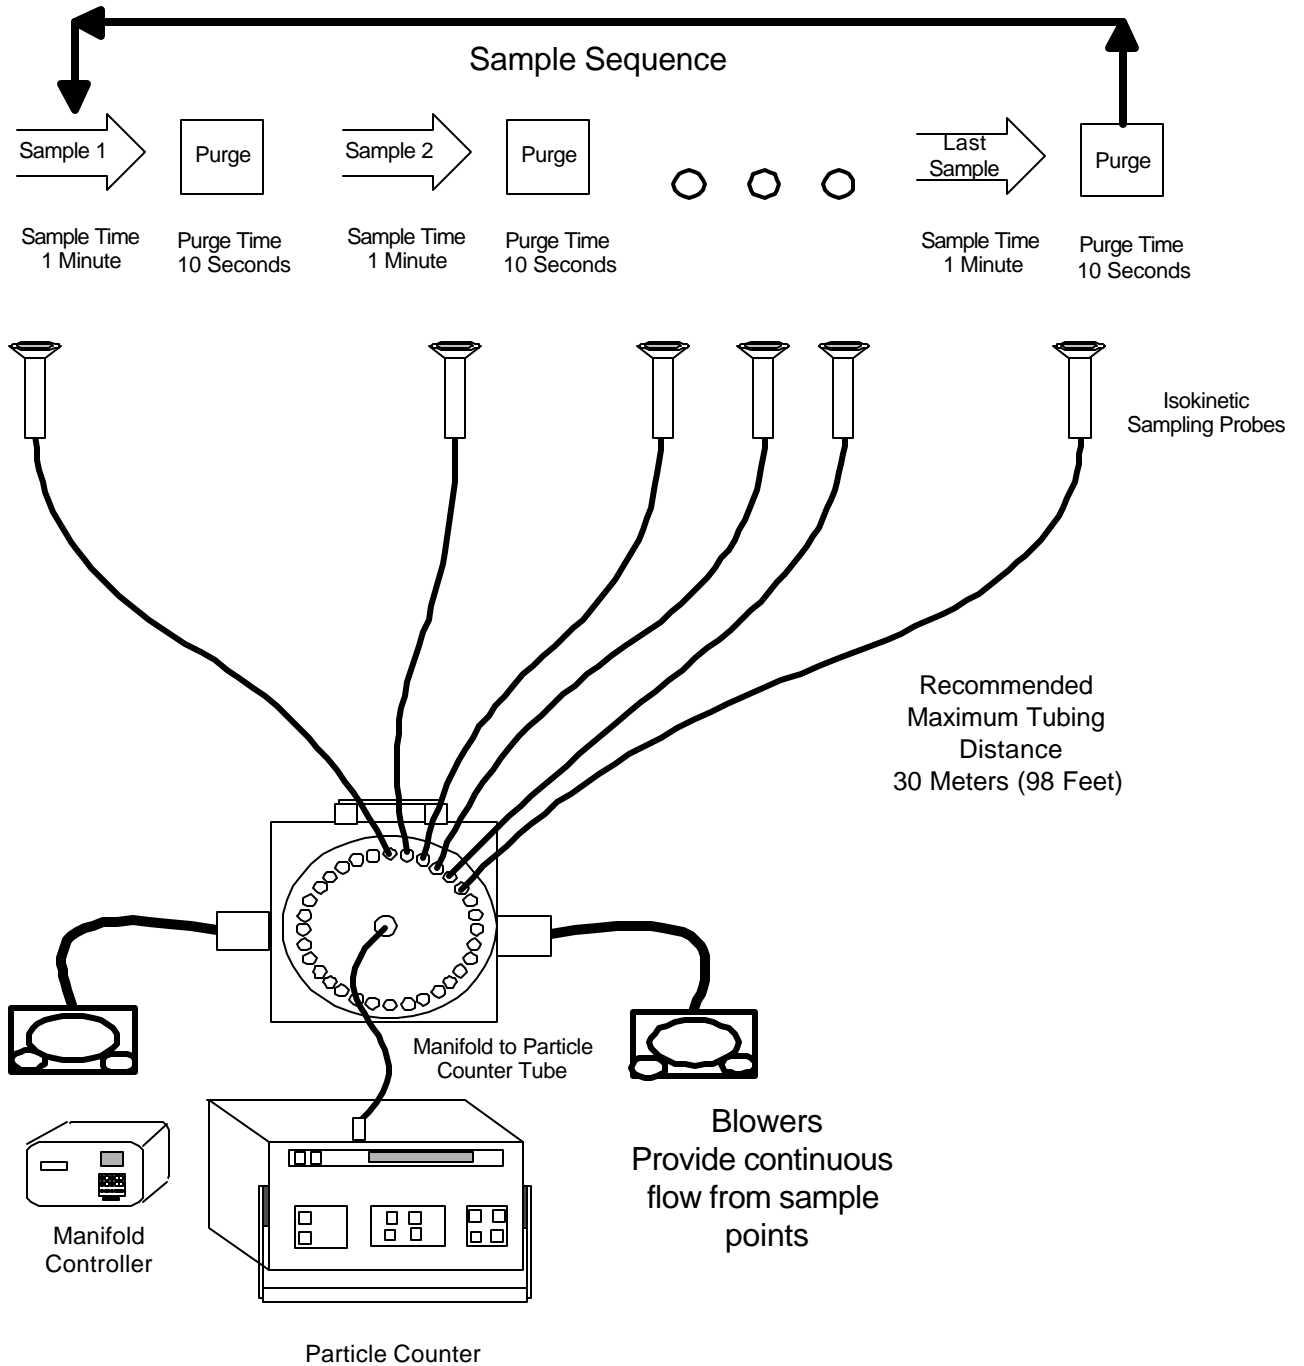 Sample Sequence
Sample 1
Purge
Sample 2
Purge
Last
Sample
Purge
Sample Time
1 Minute
Purge Time
10 Seconds
Sample Time
1 Minute
Purge Time
10 Seconds
Sample Time
1 Minute
Purge Time
10 Seconds
Isokinetic
Sampling Probes
Recommended
Maximum Tubing
Distance
30 Meters (98 Feet)
Manifold to Particle
Counter Tube
Blowers
Provide continuous
flow from sample
points
Manifold
Controller
Particle Counter